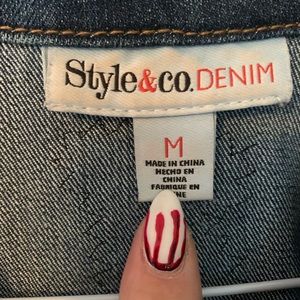 Style&co.DENIM
M
MADE IN CHINA
HECHO EN
CHINA
FABRIQUE EN